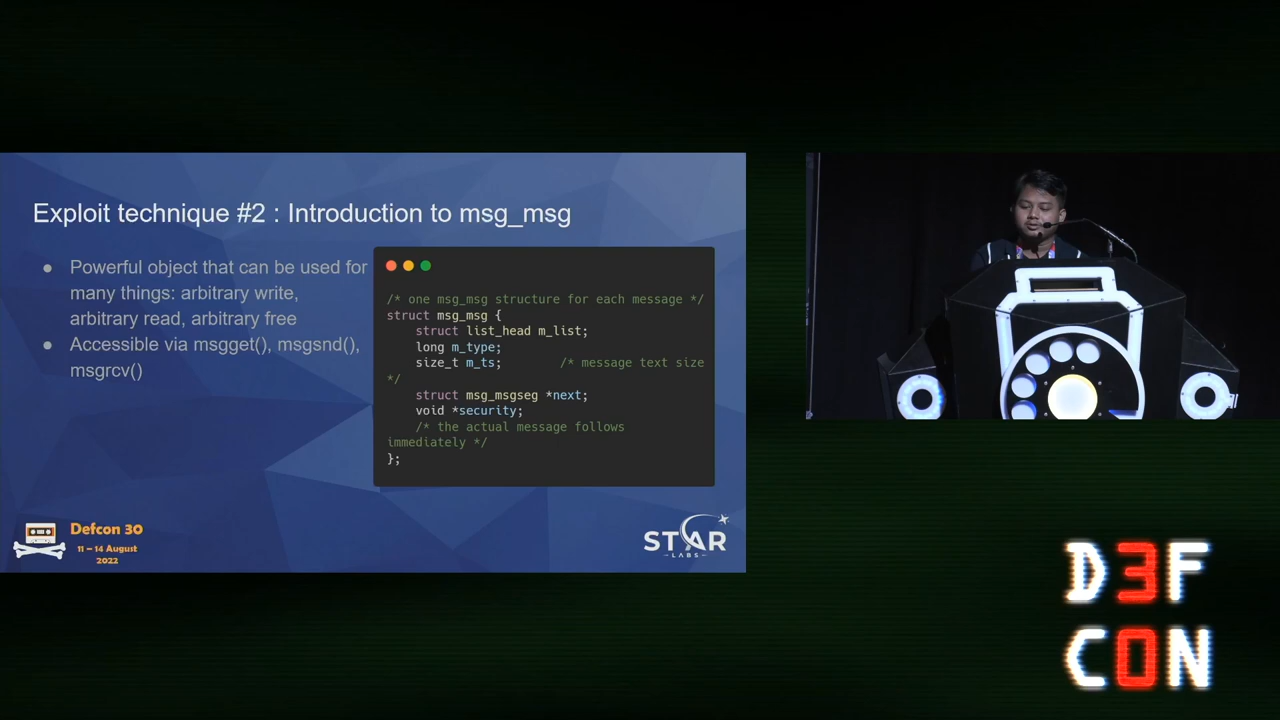 Exploit technique #2 : Introduction to msg_msg
● Powerful object that can be used for
many things: arbitrary write,
arbitrary read, arbitrary free
● Accessible via msgget(), msgsnd(),
msgrcv()
/* one msg_msg structure for each message */
struct msg_msg {
    struct list_head m_list;
    long m_type;
    size_t m_ts;        /* message text size
*/
    struct msg_msgseg *next;
    void *security;
    /* the actual message follows
immediately */
};
Defcon 30
11 – 14 August
2022
STAR
LABS
D3F
C0N